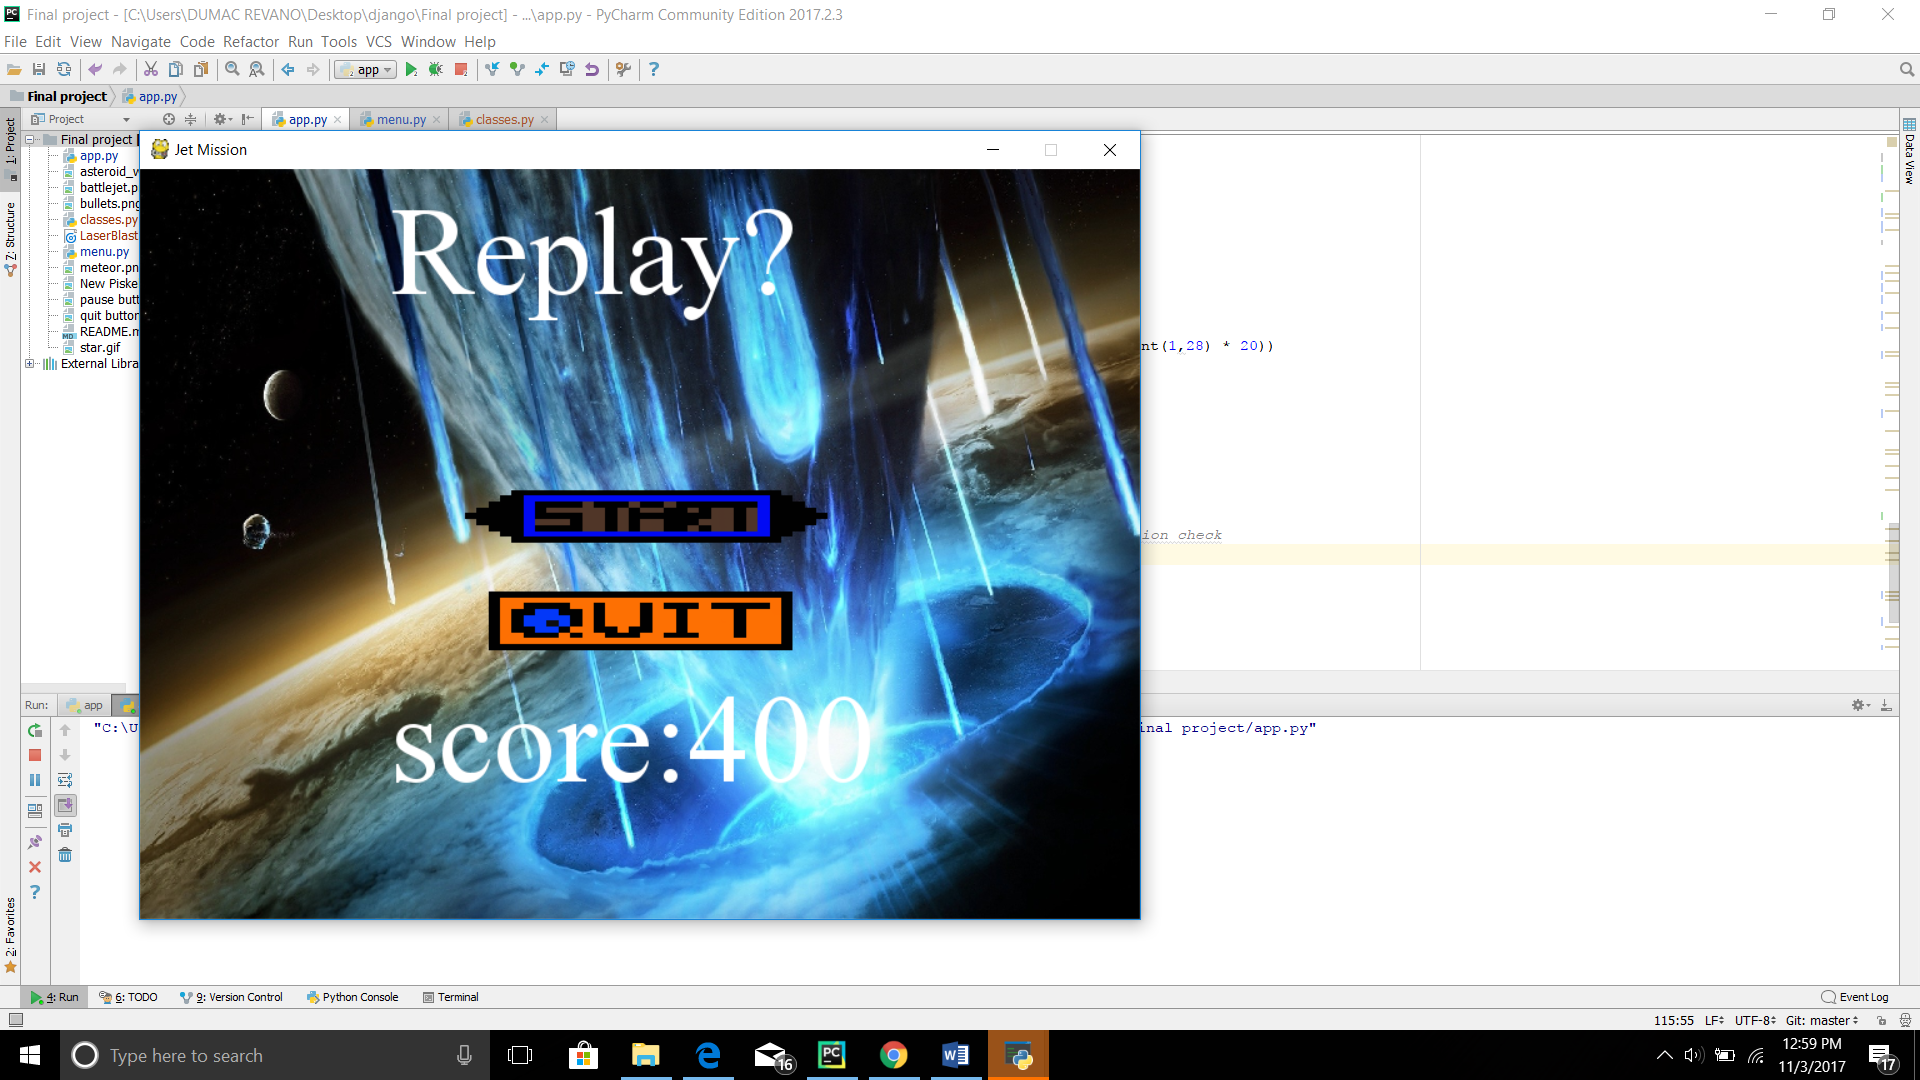 Final project - [C:\Users\DUMAC REVANO\Desktop\django\Final project] - ...\app.py - PyCharm Community Edition 2017.2.3
File Edit View Navigate Code Refactor Run Tools VCS Window Help
app
Final project app.py
Project app.py menu.py classes.py
1: Project
Z: Structure
2: Favorites
Data View
Final project
app.py
asteroid_v
battlejet.p
bullets.png
classes.py
LaserBlast
menu.py
meteor.pn
New Piske
pause butt
quit button
README.m
star.gif
External Libra
Jet Mission
Replay?
START
QUIT
score:400
nt(1,28) * 20))
ion check
Run: app
"C:\U
inal project/app.py"
4: Run 6: TODO 9: Version Control Python Console Terminal Event Log
115:55 LF UTF-8 Git: master
Type here to search
16
12:59 PM
11/3/2017
17